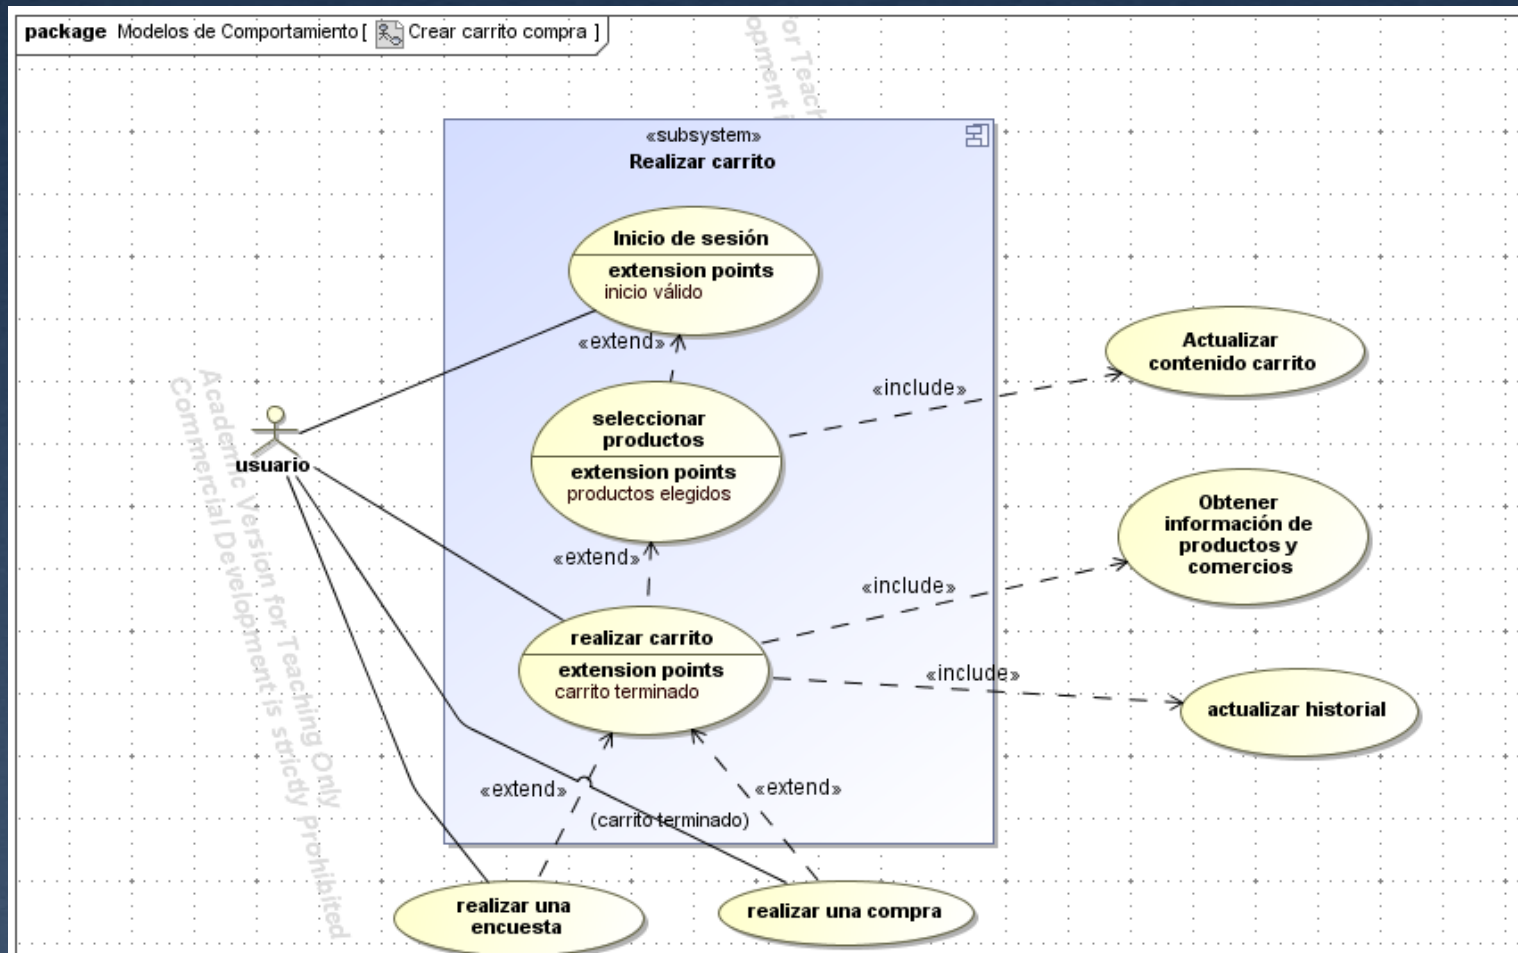 package Modelos de Comportamiento [ Crear carrito compra ]
or Teach
opment i
«subsystem»
Realizar carrito
Inicio de sesión
extension points
inicio válido
«extend»
seleccionar
productos
extension points
productos elegidos
«include»
Actualizar
contenido carrito
usuario
Obtener
información de
productos y
comercios
«extend»
«include»
realizar carrito
extension points
carrito terminado
«include»
actualizar historial
«extend»
«extend»
(carrito terminado)
realizar una
encuesta
realizar una compra
Academic Version for Teaching Only
Commercial Development is strictly prohibited